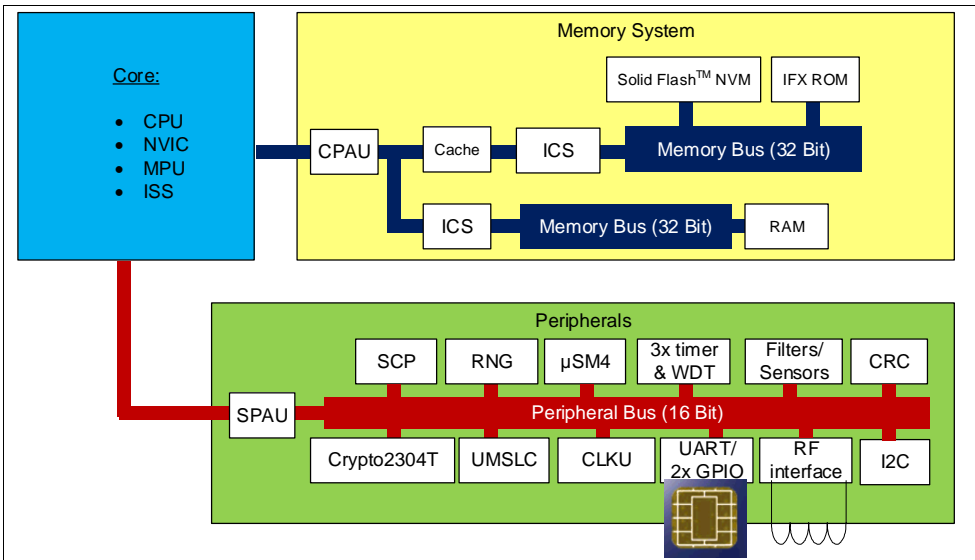 Core:
• CPU
• NVIC
• MPU
• ISS
Memory System
Solid Flash™ NVM
IFX ROM
CPAU
Cache
ICS
Memory Bus (32 Bit)
ICS
Memory Bus (32 Bit)
RAM
Peripherals
SCP
RNG
µSM4
3x timer
& WDT
Filters/
Sensors
CRC
SPAU
Peripheral Bus (16 Bit)
Crypto2304T
UMSLC
CLKU
UART/
2x GPIO
RF
interface
I2C